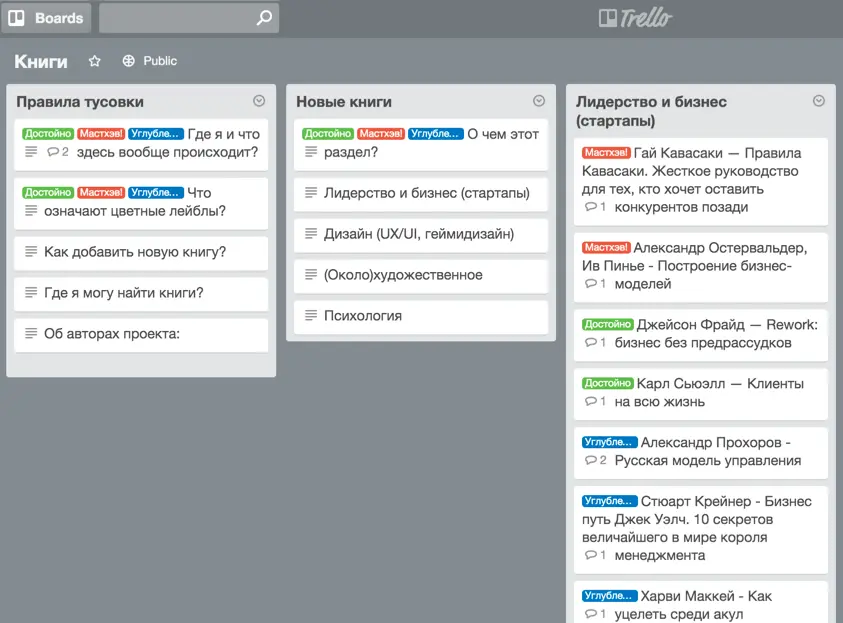 Boards
Trello
Книги
Public
Правила тусовки
Достойно Мастхэв! Углубле... Где я и что
2 здесь вообще происходит?
Достойно Мастхэв! Углубле... Что
означают цветные лейблы?
Как добавить новую книгу?
Где я могу найти книги?
Об авторах проекта:
Новые книги
Достойно Мастхэв! Углубле... О чем этот
раздел?
Лидерство и бизнес (стартапы)
Дизайн (UX/UI, геймидизайн)
(Около)художественное
Психология
Лидерство и бизнес
(стартапы)
Мастхэв! Гай Кавасаки — Правила
Кавасаки. Жесткое руководство
для тех, кто хочет оставить
1 конкурентов позади
Мастхэв! Александр Остервальдер,
Ив Пинье - Построение бизнес-
1 моделей
Достойно Джейсон Фрайд — Rework:
1 бизнес без предрассудков
Достойно Карл Сьюэлл — Клиенты
1 на всю жизнь
Углубле... Александр Прохоров -
2 Русская модель управления
Углубле... Стюарт Крейнер - Бизнес
путь Джек Уэлч. 10 секретов
величайшего в мире короля
1 менеджмента
Углубле... Харви Маккей - Как
1 уцелеть среди акул